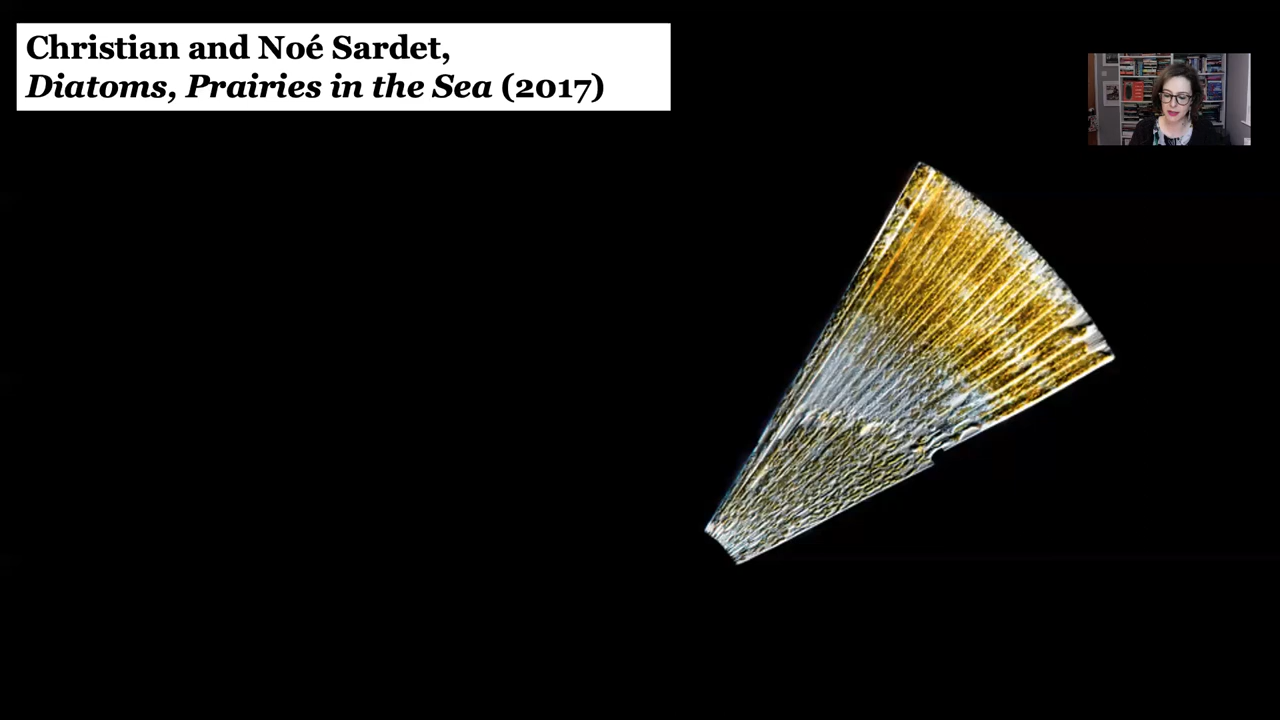 Christian and Noé Sardet,
Diatoms, Prairies in the Sea (2017)